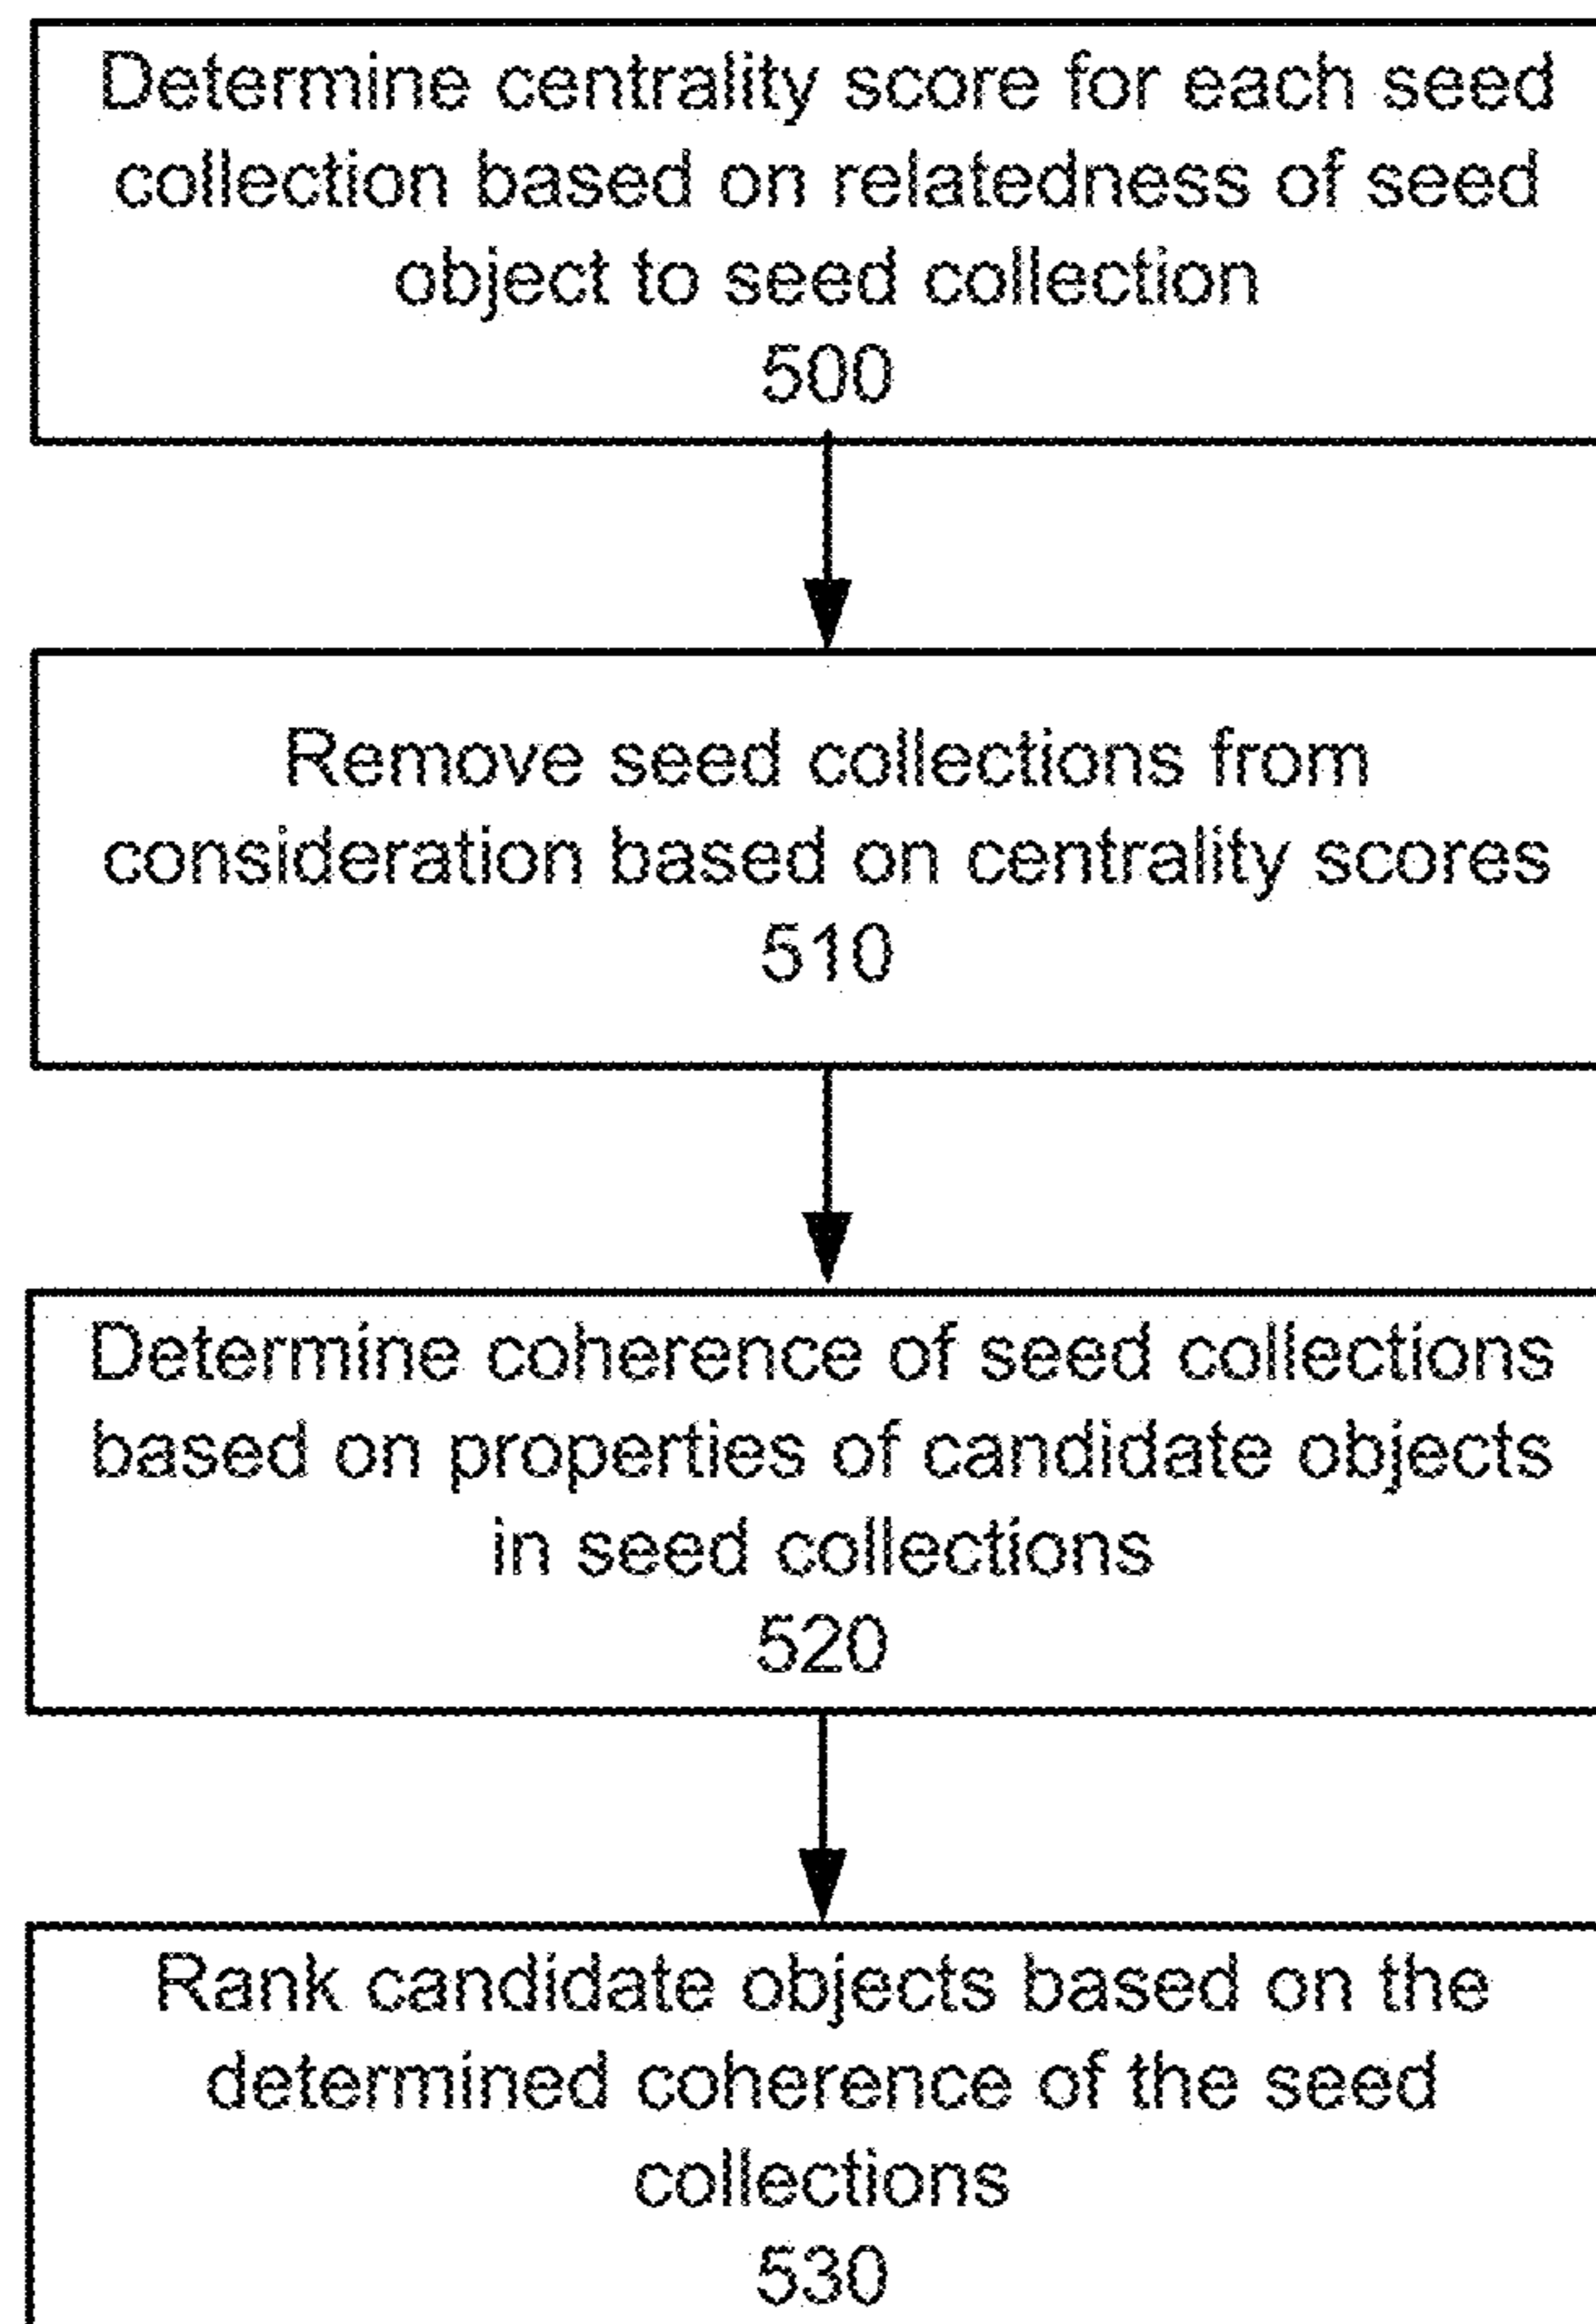 Determine centrality score for each seed
collection based on relatedness of seed
object to seed collection
500
Remove seed collections from
consideration based on centrality scores
510
Determine coherence of seed collections
based on properties of candidate objects
in seed collections
520
Rank candidate objects based on the
determined coherence of the seed
collections
530